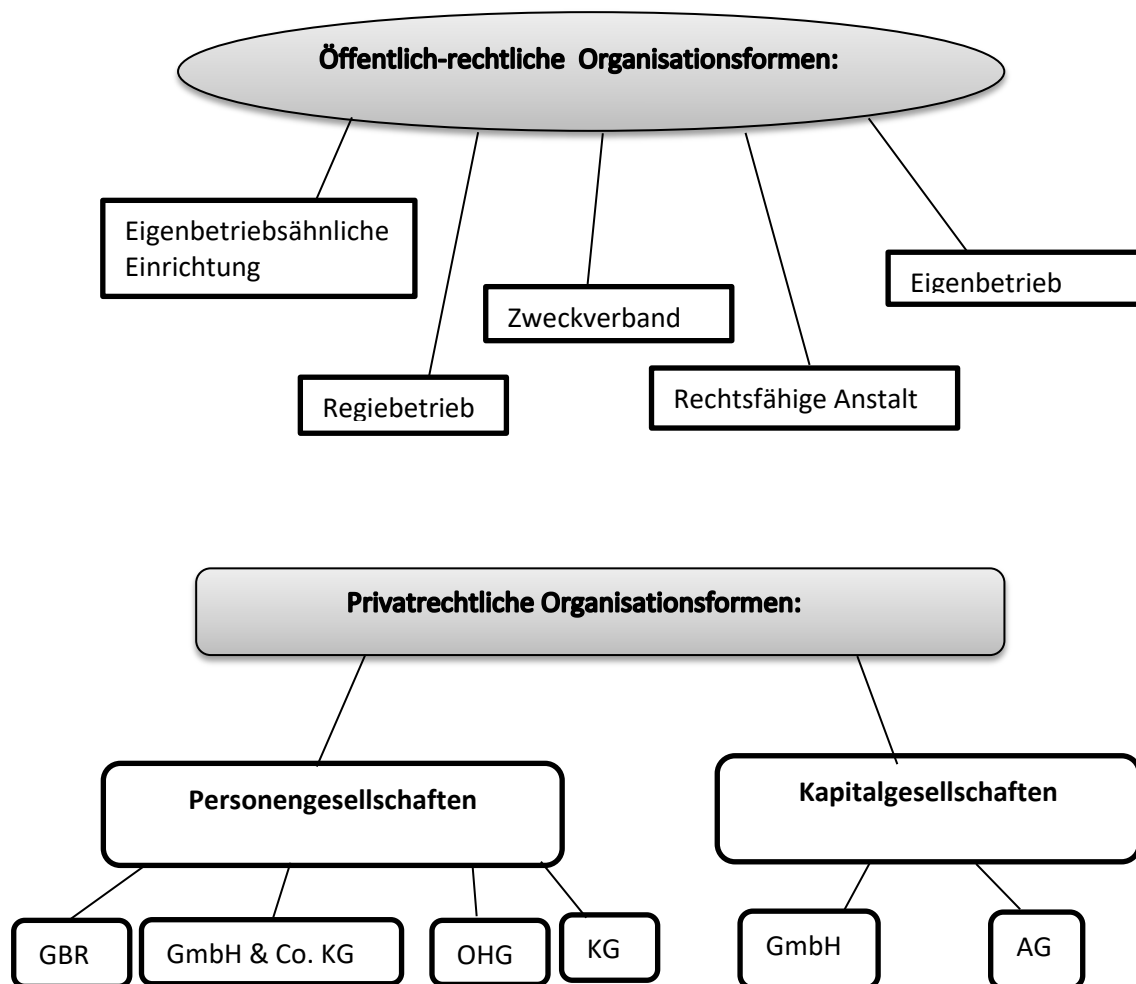 Öffentlich-rechtliche Organisationsformen:
Eigenbetriebsähnliche
Einrichtung
Eigenbetrieb
Zweckverband
Regiebetrieb
Rechtsfähige Anstalt
Privatrechtliche Organisationsformen:
Personengesellschaften
Kapitalgesellschaften
GBR
GmbH & Co. KG
OHG
KG
GmbH
AG